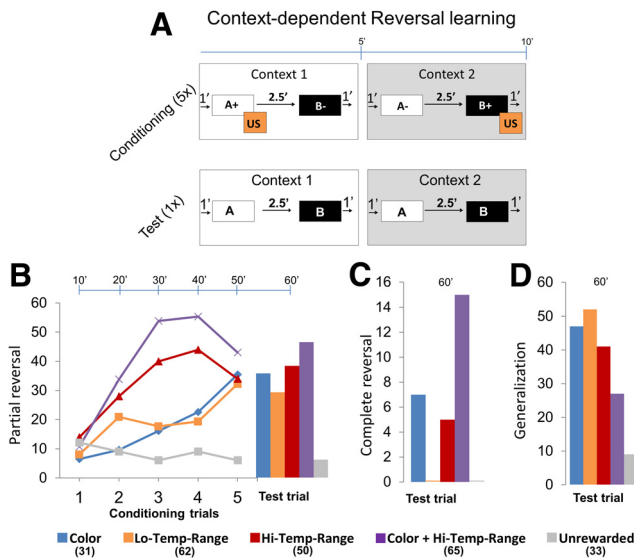 Context-dependent Reversal learning
A
5' 10'
Conditioning (5x)
Context 1 Context 2
1' A+ 2.5' B- 1' 1' A- 2.5' B+ 1'
US US
Test (1x)
Context 1 Context 2
1' A 2.5' B 1' 1' A 2.5' B 1'
B C D
10' 20' 30' 40' 50' 60'
Partial reversal
60
50
40
30
20
10
0
1 2 3 4 5
Conditioning trials
Test trial
60'
Complete reversal
16
14
12
10
8
6
4
2
0
Test trial
60'
Generalization
60
50
40
30
20
10
0
Test trial
Color Lo-Temp-Range Hi-Temp-Range Color + Hi-Temp-Range Unrewarded
(31) (62) (50) (65) (33)